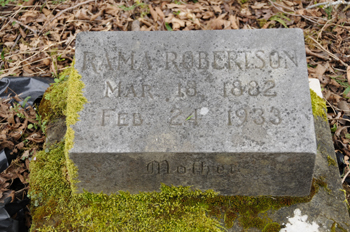 RAMA ROBERTSON
MAR. 18, 1882
FEB. 24, 1933
Mother